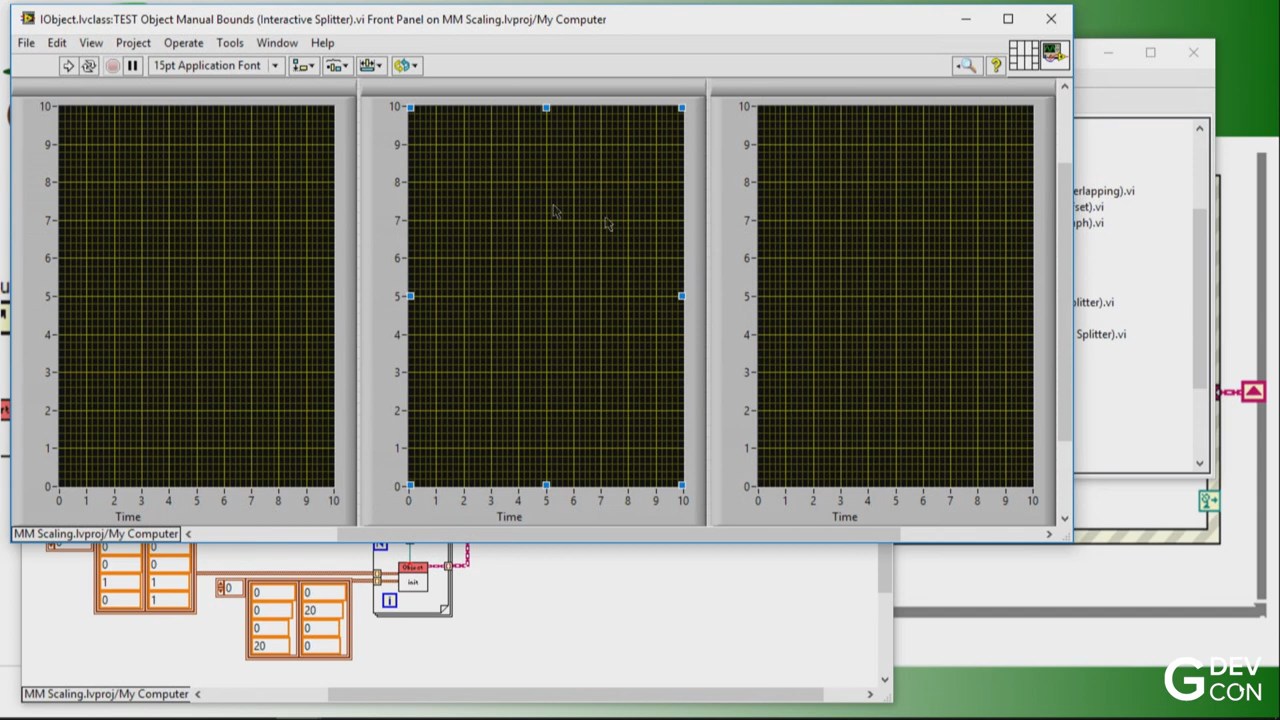 IObject.lvclass:TEST Object Manual Bounds (Interactive Splitter).vi Front Panel on MM Scaling.lvproj/My Computer
File Edit View Project Operate Tools Window Help
15pt Application Font
10 10 10
9 9 9
8 8 8
7 7 7
6 6 6
5 5 5
4 4 4
3 3 3
2 2 2
1 1 1
0 0 0
0 1 2 3 4 5 6 7 8 9 10 0 1 2 3 4 5 6 7 8 9 10 0 1 2 3 4 5 6 7 8 9 10
Time Time Time
MM Scaling.lvproj/My Computer
erlapping).vi
set).vi
ph).vi
plitter).vi
Splitter).vi
0 0
0 0
1 1
0 1
0
0 0
0 20
0 0
20 0
Object
init
i
MM Scaling.lvproj/My Computer
G DEV
CON